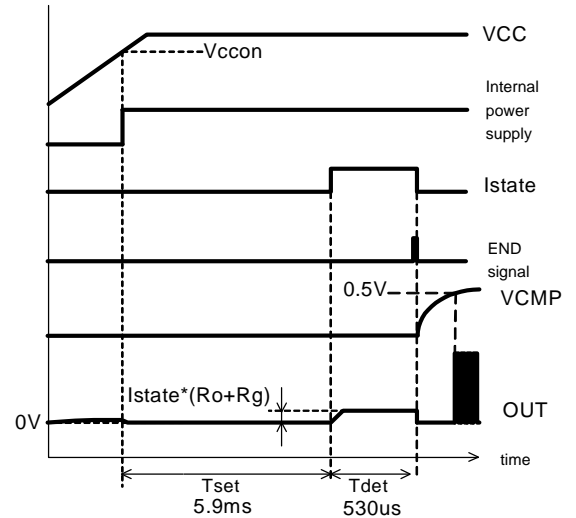 VCC
Vccon
Internal
power
supply
Istate
END
signal
0.5V
VCMP
Istate*(Ro+Rg)
OUT
0V
time
Tset
5.9ms
Tdet
530us